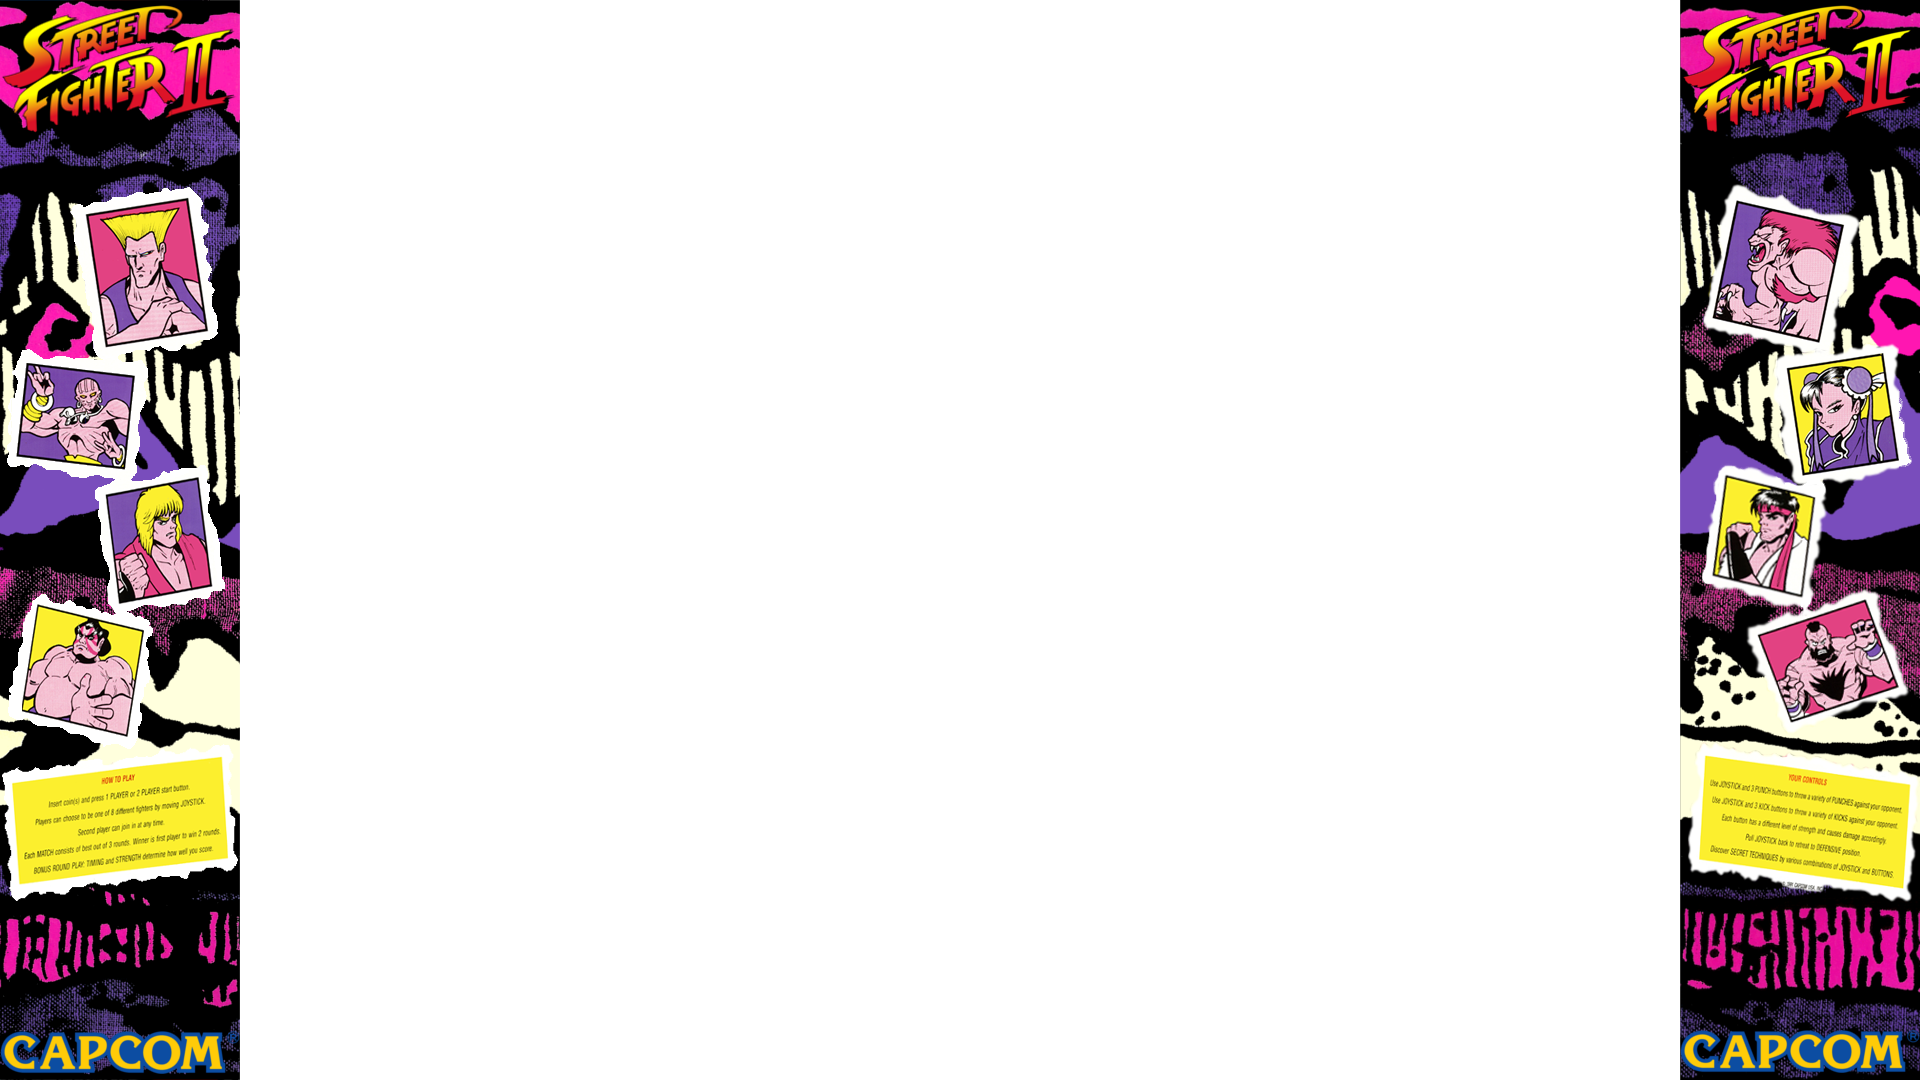 STREET
FIGHTER II
HOW TO PLAY
Insert coin(s) and press 1 PLAYER or 2 PLAYER start button.
Players can choose to be one of 8 different fighters by moving JOYSTICK.
Second player can join in at any time.
Each MATCH consists of best out of 3 rounds. Winner is first player to win 2 rounds.
BONUS ROUND PLAY: TIMING and STRENGTH determine how well you score.
CAPCOM
STREET
FIGHTER II
YOUR CONTROLS
Use JOYSTICK and 3 PUNCH buttons to throw a variety of PUNCHES against your opponent.
Use JOYSTICK and 3 KICK buttons to throw a variety of KICKS against your opponent.
Each button has a different level of strength and causes damage accordingly.
Pull JOYSTICK back to retreat to DEFENSIVE position.
Discover SECRET TECHNIQUES by various combinations of JOYSTICK and BUTTONS.
CAPCOM USA, INC
CAPCOM®